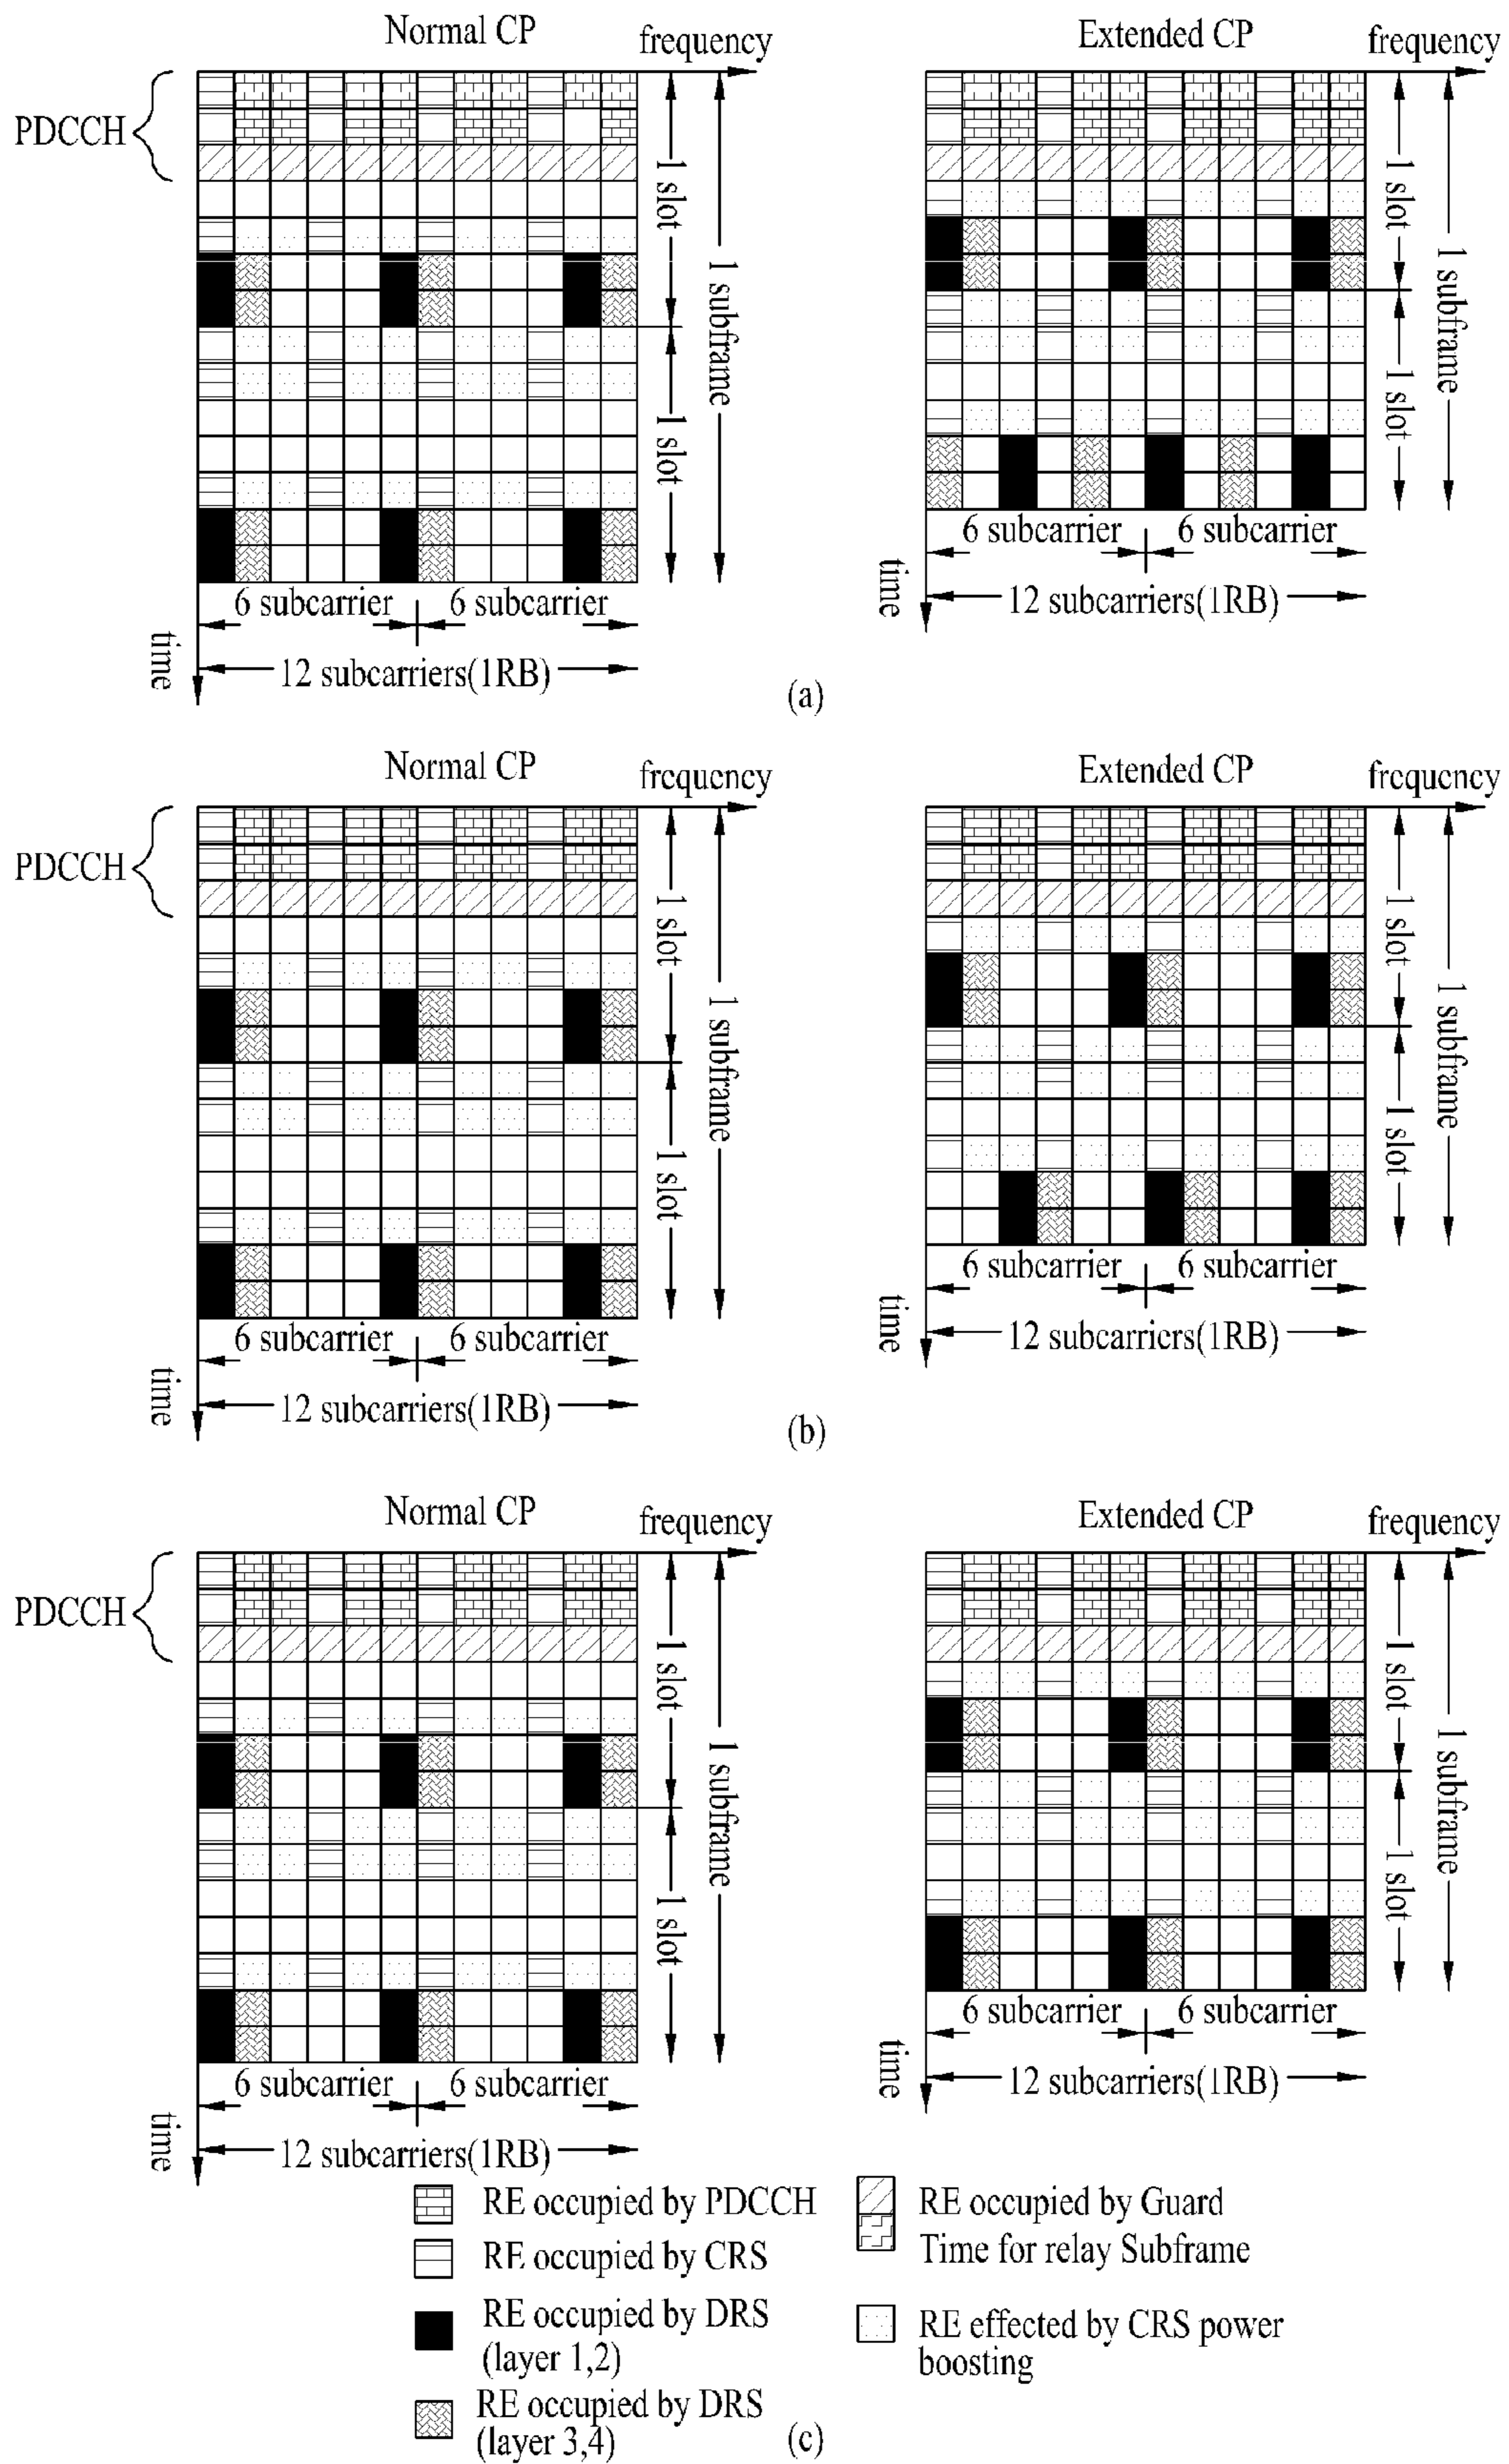 Normal CP
frequency
Extended CP
frequency
PDCCH
1 slot
1 slot
1 subframe
1 slot
1 slot
1 subframe
6 subcarrier
6 subcarrier
12 subcarriers(1RB)
time
6 subcarrier
6 subcarrier
12 subcarriers(1RB)
time
(a)
Normal CP
frequency
Extended CP
frequency
PDCCH
1 slot
1 slot
1 subframe
1 slot
1 slot
1 subframe
6 subcarrier
6 subcarrier
12 subcarriers(1RB)
time
6 subcarrier
6 subcarrier
12 subcarriers(1RB)
time
(b)
Normal CP
frequency
Extended CP
frequency
PDCCH
1 slot
1 slot
1 subframe
1 slot
1 slot
1 subframe
6 subcarrier
6 subcarrier
12 subcarriers(1RB)
time
6 subcarrier
6 subcarrier
12 subcarriers(1RB)
time
RE occupied by PDCCH
RE occupied by CRS
RE occupied by DRS
(layer 1,2)
RE occupied by DRS
(layer 3,4)
RE occupied by Guard
Time for relay Subframe
RE effected by CRS power
boosting
(c)